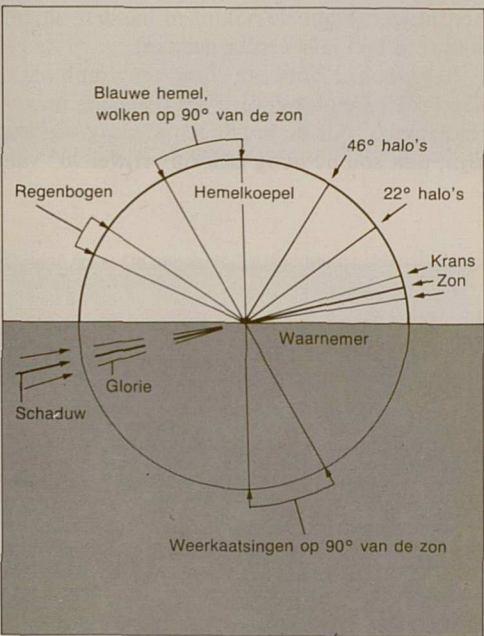 Blauwe hemel,
wolken op 90° van de zon
46° halo's
Regenbogen
Hemelkoepel
22° halo's
Krans
Zon
Waarnemer
Glorie
Schaduw
Weerkaatsingen op 90° van de zon